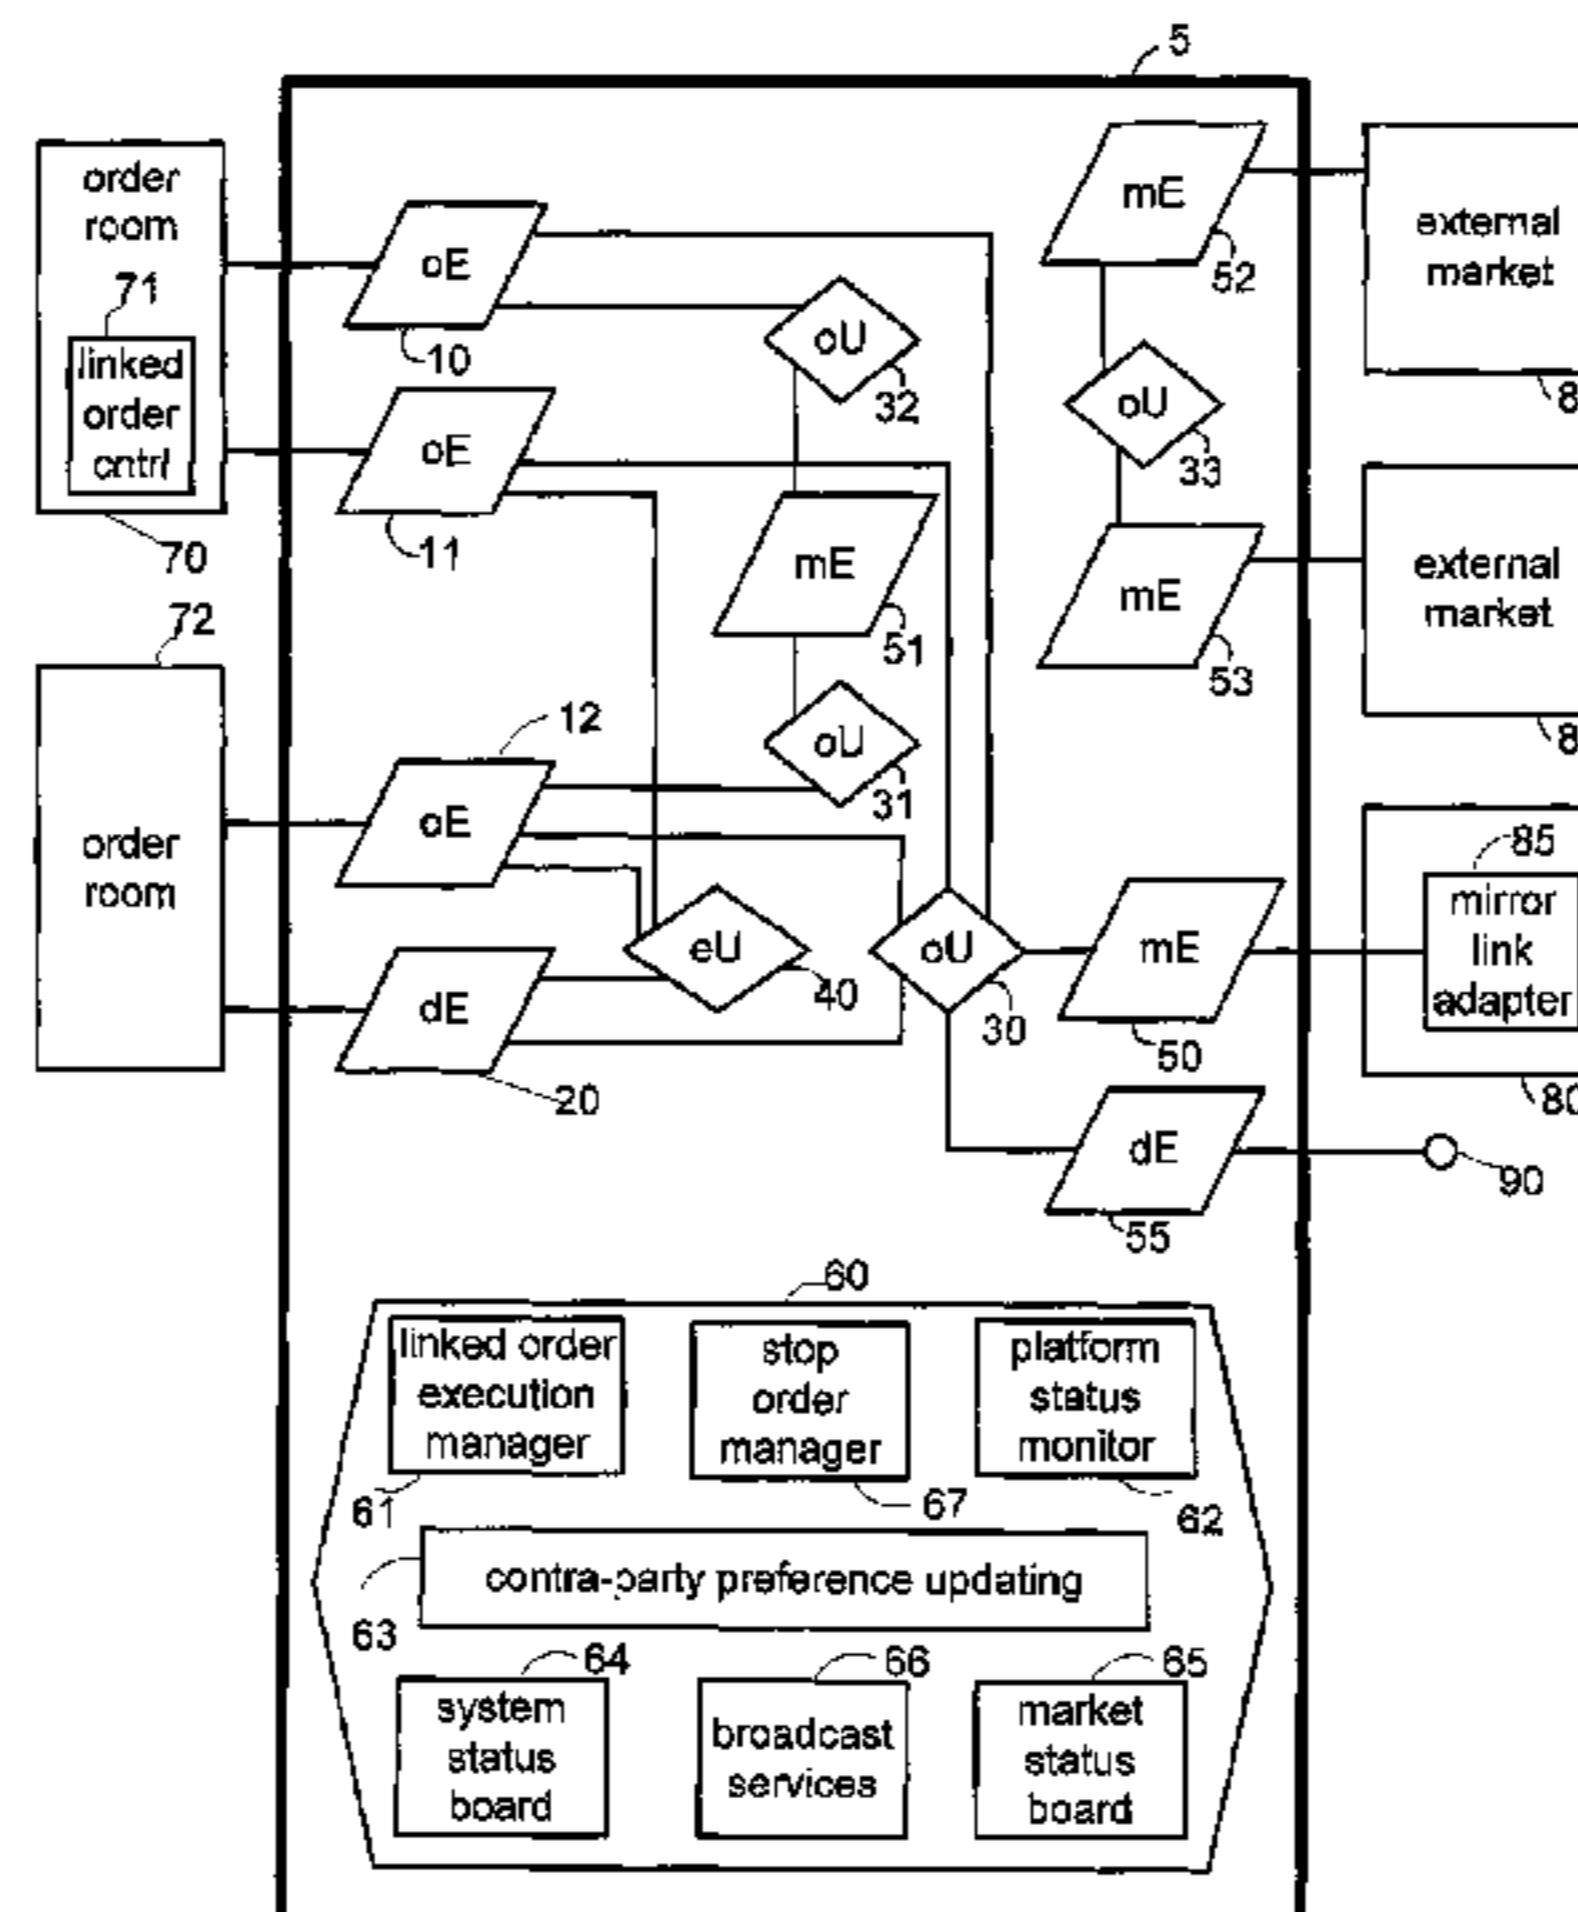 5
order
room
71
linked
order
cntrl
70
72
order
room
oE
10
oE
11
12
oE
dE
20
oU
32
mE
51
oU
31
eU
40
oU
30
mE
52
oU
33
mE
53
mE
50
dE
55
external
market
8
external
market
8
85
mirror
link
adapter
80
90
60
linked order
execution
manager
61
stop
order
manager
67
platform
status
monitor
62
contra-party preference updating
63
64
system
status
board
66
broadcast
services
65
market
status
board